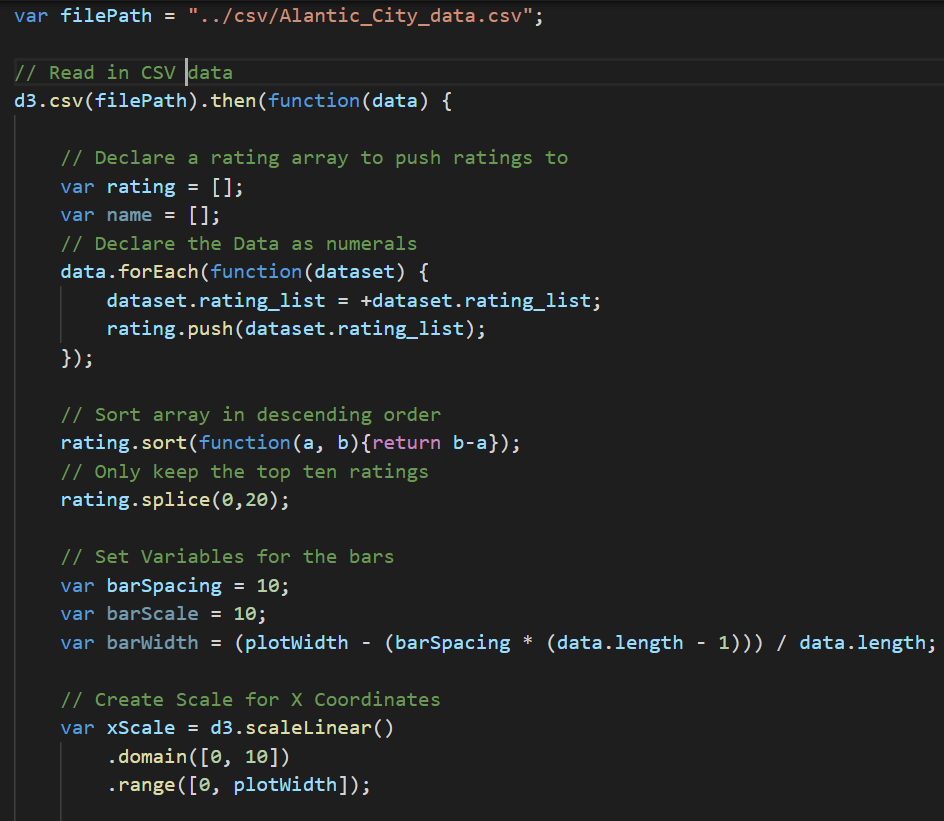 var filePath = "../csv/Alantic_City_data.csv";
// Read in CSV data
d3.csv(filePath).then(function(data) {
// Declare a rating array to push ratings to
var rating = [];
var name = [];
// Declare the Data as numerals
data.forEach(function(dataset) {
dataset.rating_list = +dataset.rating_list;
rating.push(dataset.rating_list);
});
// Sort array in descending order
rating.sort(function(a, b){return b-a});
// Only keep the top ten ratings
rating.splice(0,20);
// Set Variables for the bars
var barSpacing = 10;
var barScale = 10;
var barWidth = (plotWidth - (barSpacing * (data.length - 1))) / data.length;
// Create Scale for X Coordinates
var xScale = d3.scaleLinear()
.domain([0, 10])
.range([0, plotWidth]);